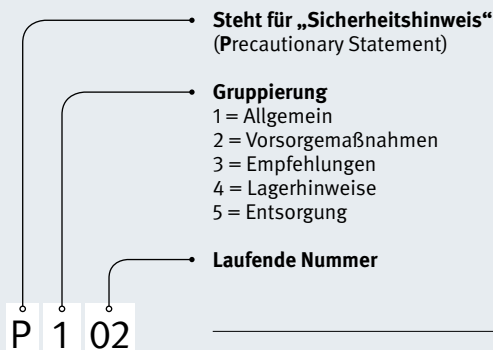 Steht für „Sicherheitshinweis“
(Precautionary Statement)
Gruppierung
1 = Allgemein
2 = Vorsorgemaßnahmen
3 = Empfehlungen
4 = Lagerhinweise
5 = Entsorgung
Laufende Nummer
P 1 02